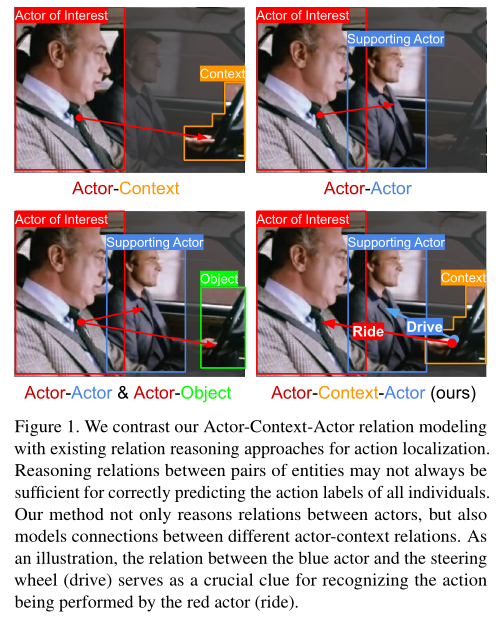 Actor of Interest
Context
Actor-Context
Actor of Interest
Supporting Actor
Actor-Actor
Actor of Interest
Supporting Actor
Object
Actor-Actor & Actor-Object
Actor of Interest
Supporting Actor
Context
Ride
Drive
Actor-Context-Actor (ours)
Figure 1. We contrast our Actor-Context-Actor relation modeling
with existing relation reasoning approaches for action localization.
Reasoning relations between pairs of entities may not always be
sufficient for correctly predicting the action labels of all individuals.
Our method not only reasons relations between actors, but also
models connections between different actor-context relations. As
an illustration, the relation between the blue actor and the steering
wheel (drive) serves as a crucial clue for recognizing the action
being performed by the red actor (ride).